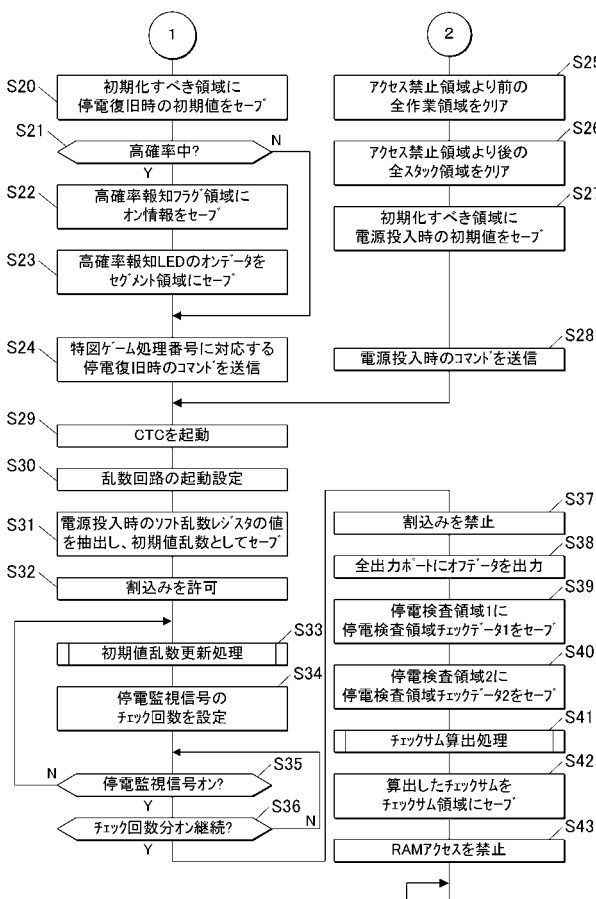 1
S20
初期化すべき領域に
停電復旧時の初期値をセーブ
S21
高確率中?
N
Y
S22
高確率報知フラグ領域に
オン情報をセーブ
S23
高確率報知LEDのオンデータを
セグメント領域にセーブ
S24
特図ゲーム処理番号に対応する
停電復旧時のコマンドを送信
S29
CTCを起動
S30
乱数回路の起動設定
S31
電源投入時のソフト乱数レジスタの値
を抽出し、初期値乱数としてセーブ
S32
割込みを許可
S33
初期値乱数更新処理
S34
停電監視信号の
チェック回数を設定
S35
N
停電監視信号オン?
Y
S36
チェック回数分オン継続?
N
Y
2
S25
アクセス禁止領域より前の
全作業領域をクリア
S26
アクセス禁止領域より後の
全スタック領域をクリア
S27
初期化すべき領域に
電源投入時の初期値をセーブ
S28
電源投入時のコマンドを送信
S37
割込みを禁止
S38
全出力ポートにオフデータを出力
S39
停電検査領域1に
停電検査領域チェックデータ1をセーブ
S40
停電検査領域2に
停電検査領域チェックデータ2をセーブ
S41
チェックサム算出処理
S42
算出したチェックサムを
チェックサム領域にセーブ
S43
RAMアクセスを禁止